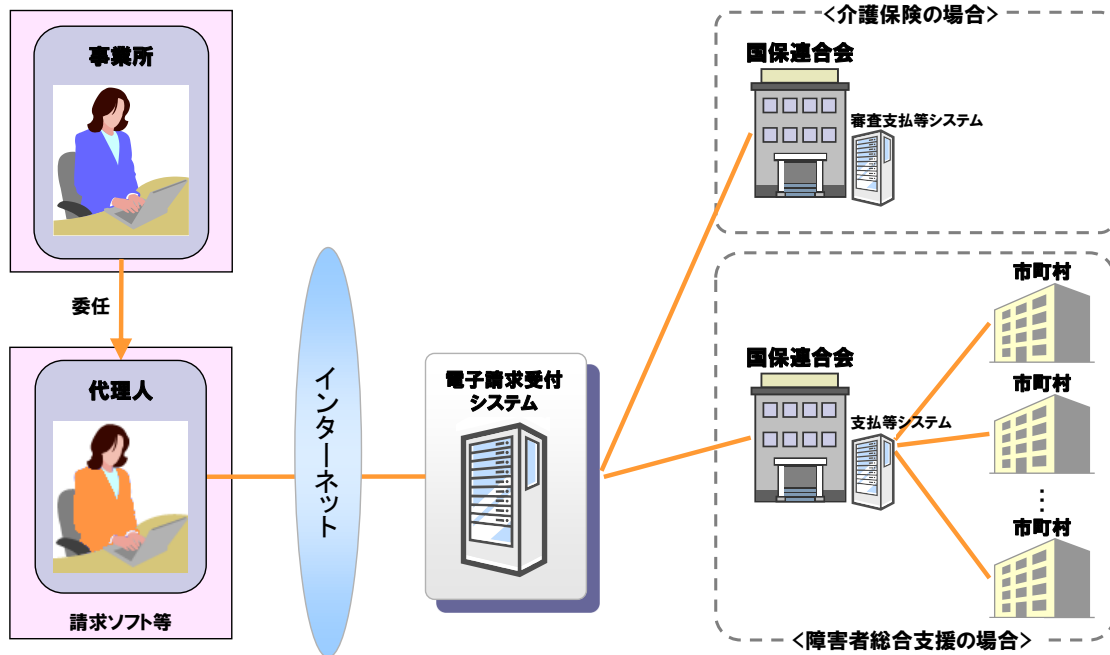 事業所
委任
代理人
請求ソフト等
インターネット
電子請求受付
システム
<介護保険の場合>
国保連合会
審査支払等システム
国保連合会
支払等システム
市町村
市町村
⋮
市町村
<障害者総合支援の場合>